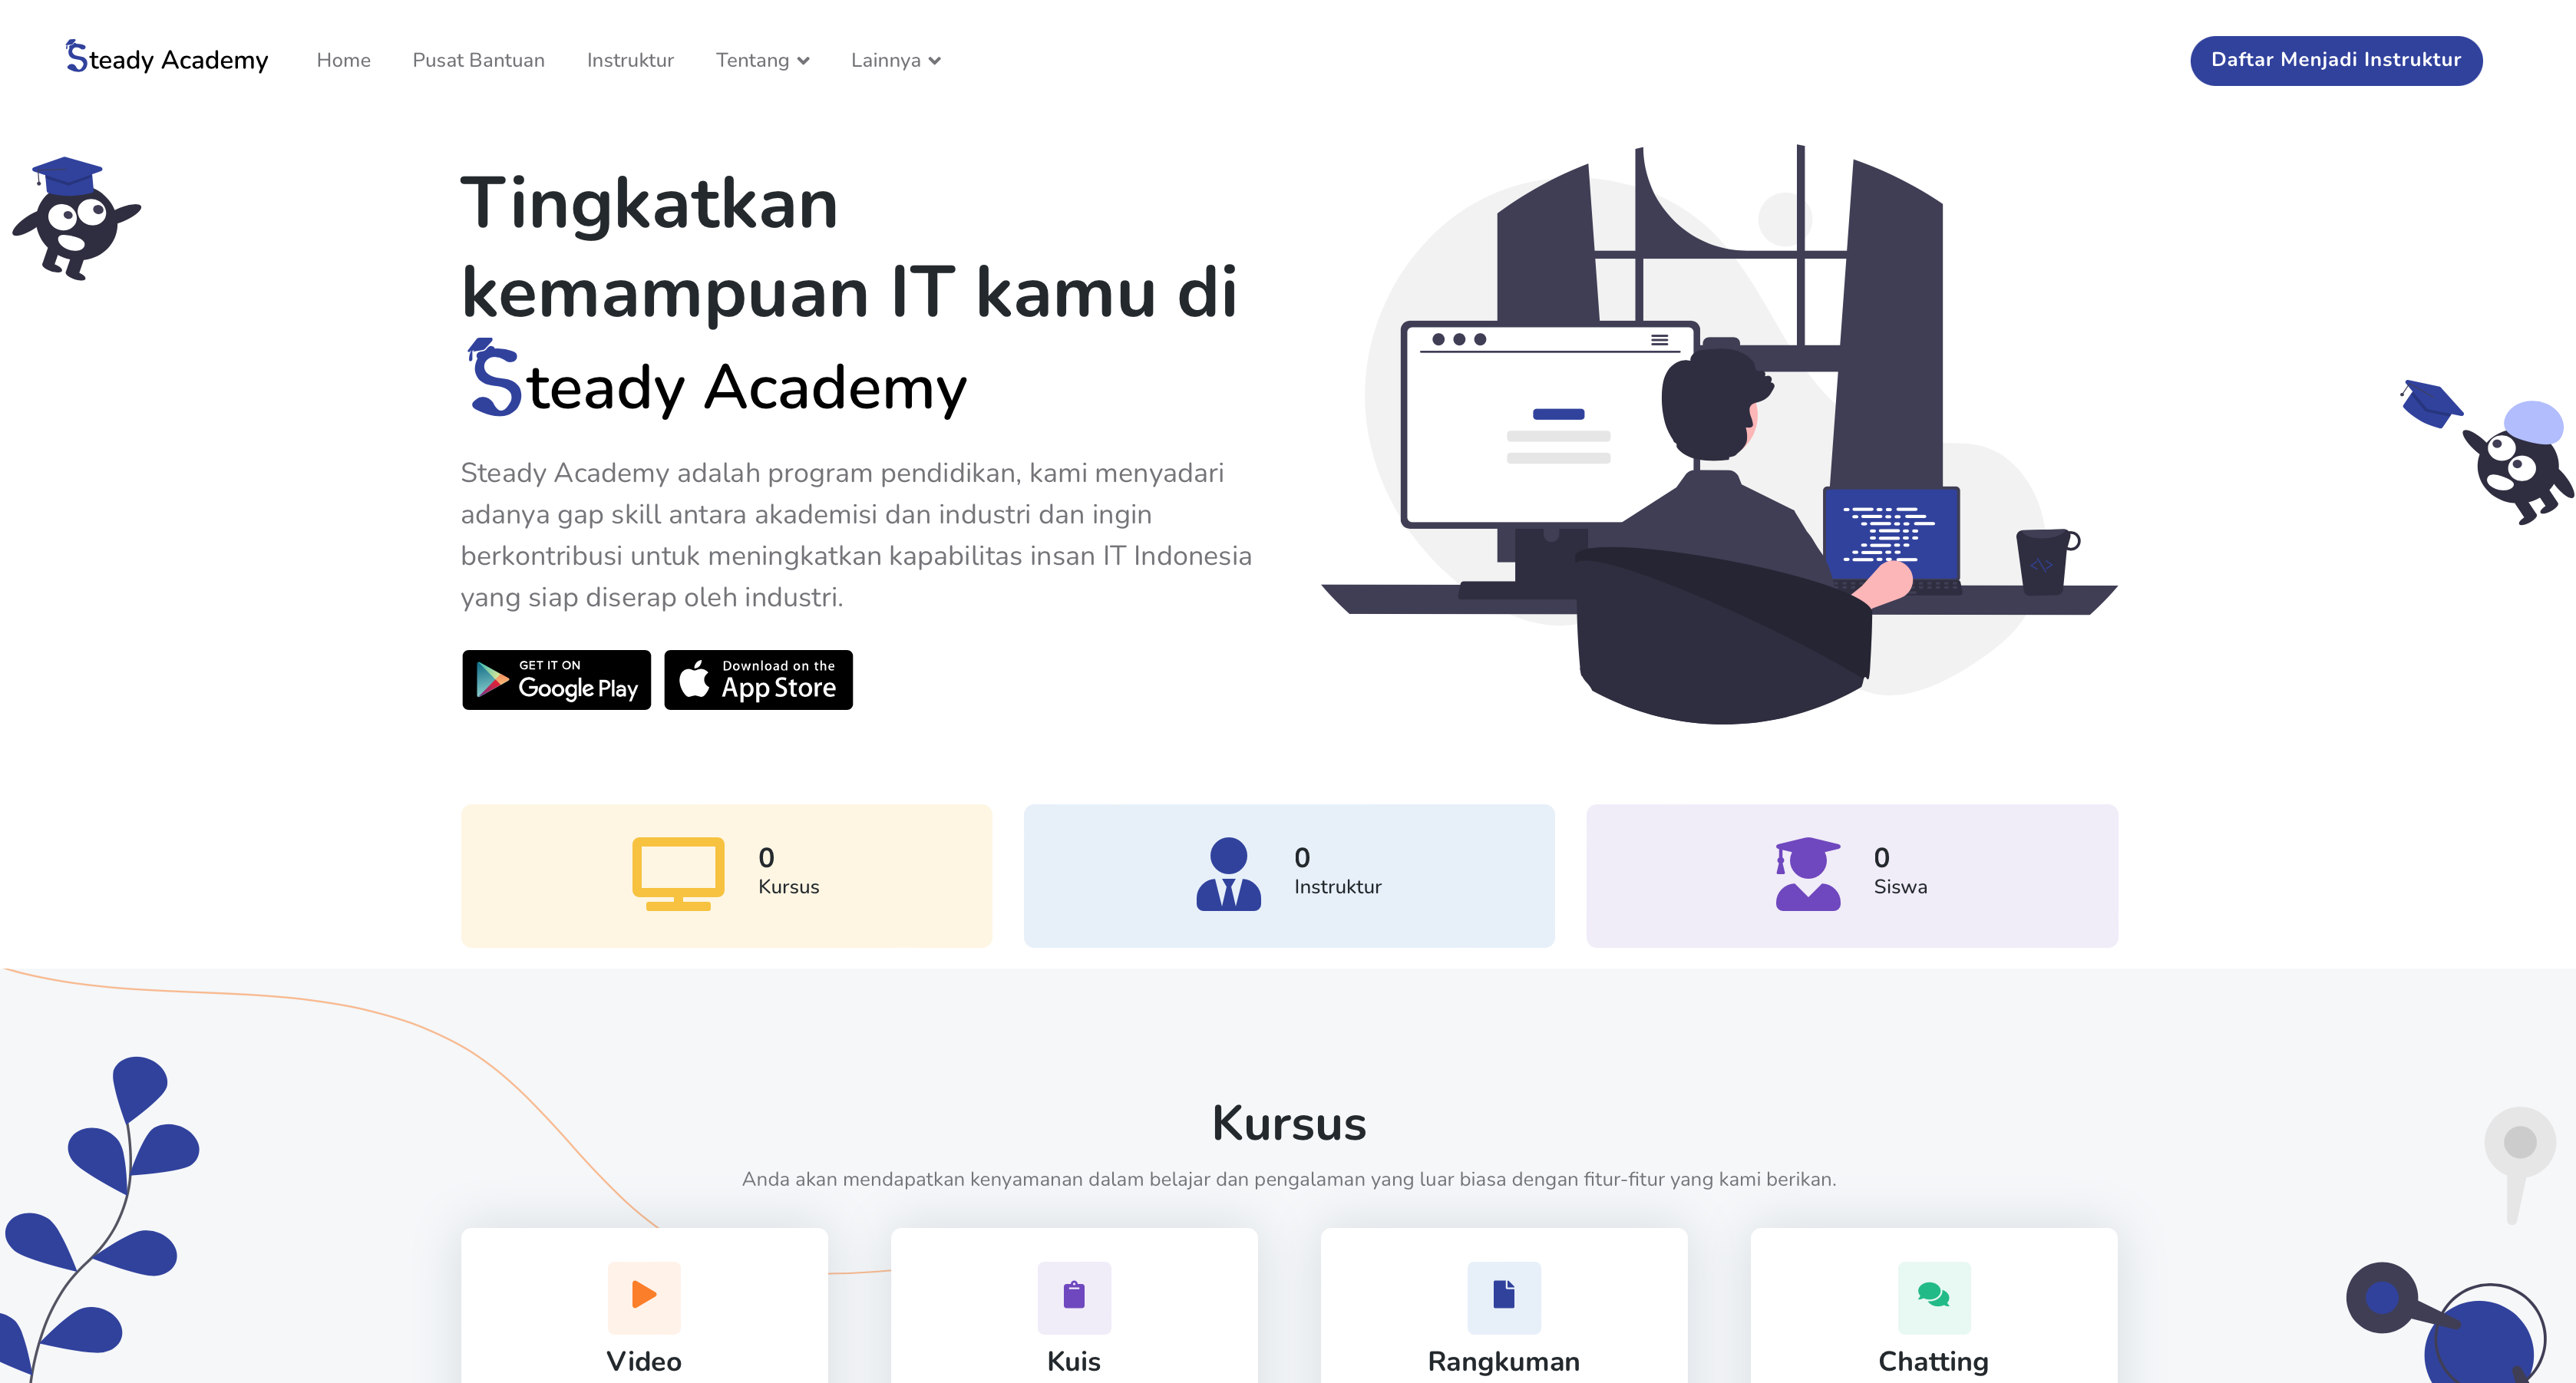 Steady Academy
Home
Pusat Bantuan
Instruktur
Tentang
Lainnya
Daftar Menjadi Instruktur
Tingkatkan
kemampuan IT kamu di
Steady Academy
Steady Academy adalah program pendidikan, kami menyadari
adanya gap skill antara akademisi dan industri dan ingin
berkontribusi untuk meningkatkan kapabilitas insan IT Indonesia
yang siap diserap oleh industri.
GET IT ON
Google Play
Download on the
App Store
0
Kursus
0
Instruktur
0
Siswa
Kursus
Anda akan mendapatkan kenyamanan dalam belajar dan pengalaman yang luar biasa dengan fitur-fitur yang kami berikan.
Video
Kuis
Rangkuman
Chatting